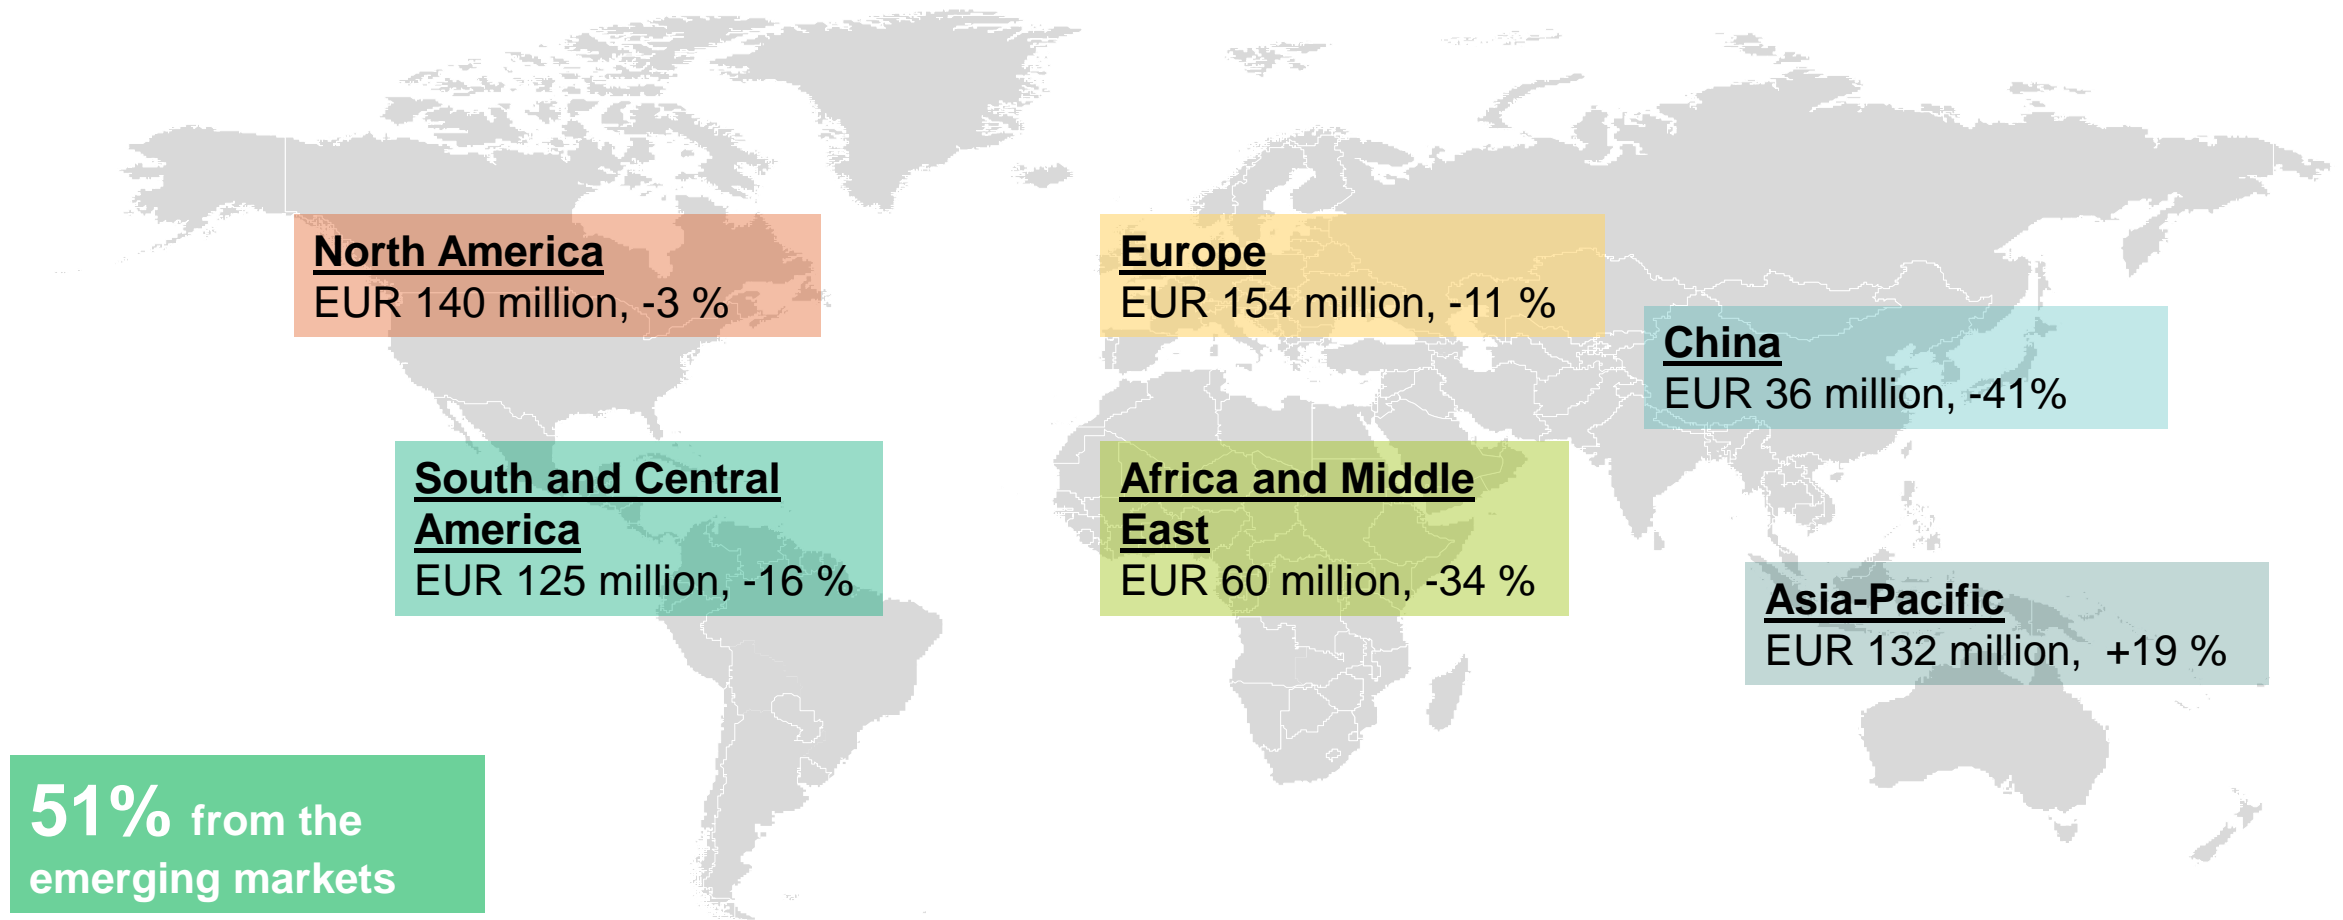 North America
EUR 140 million, -3 %
Europe
EUR 154 million, -11 %
China
EUR 36 million, -41%
South and Central
America
EUR 125 million, -16 %
Africa and Middle
East
EUR 60 million, -34 %
Asia-Pacific
EUR 132 million,  +19 %
51% from the
emerging markets